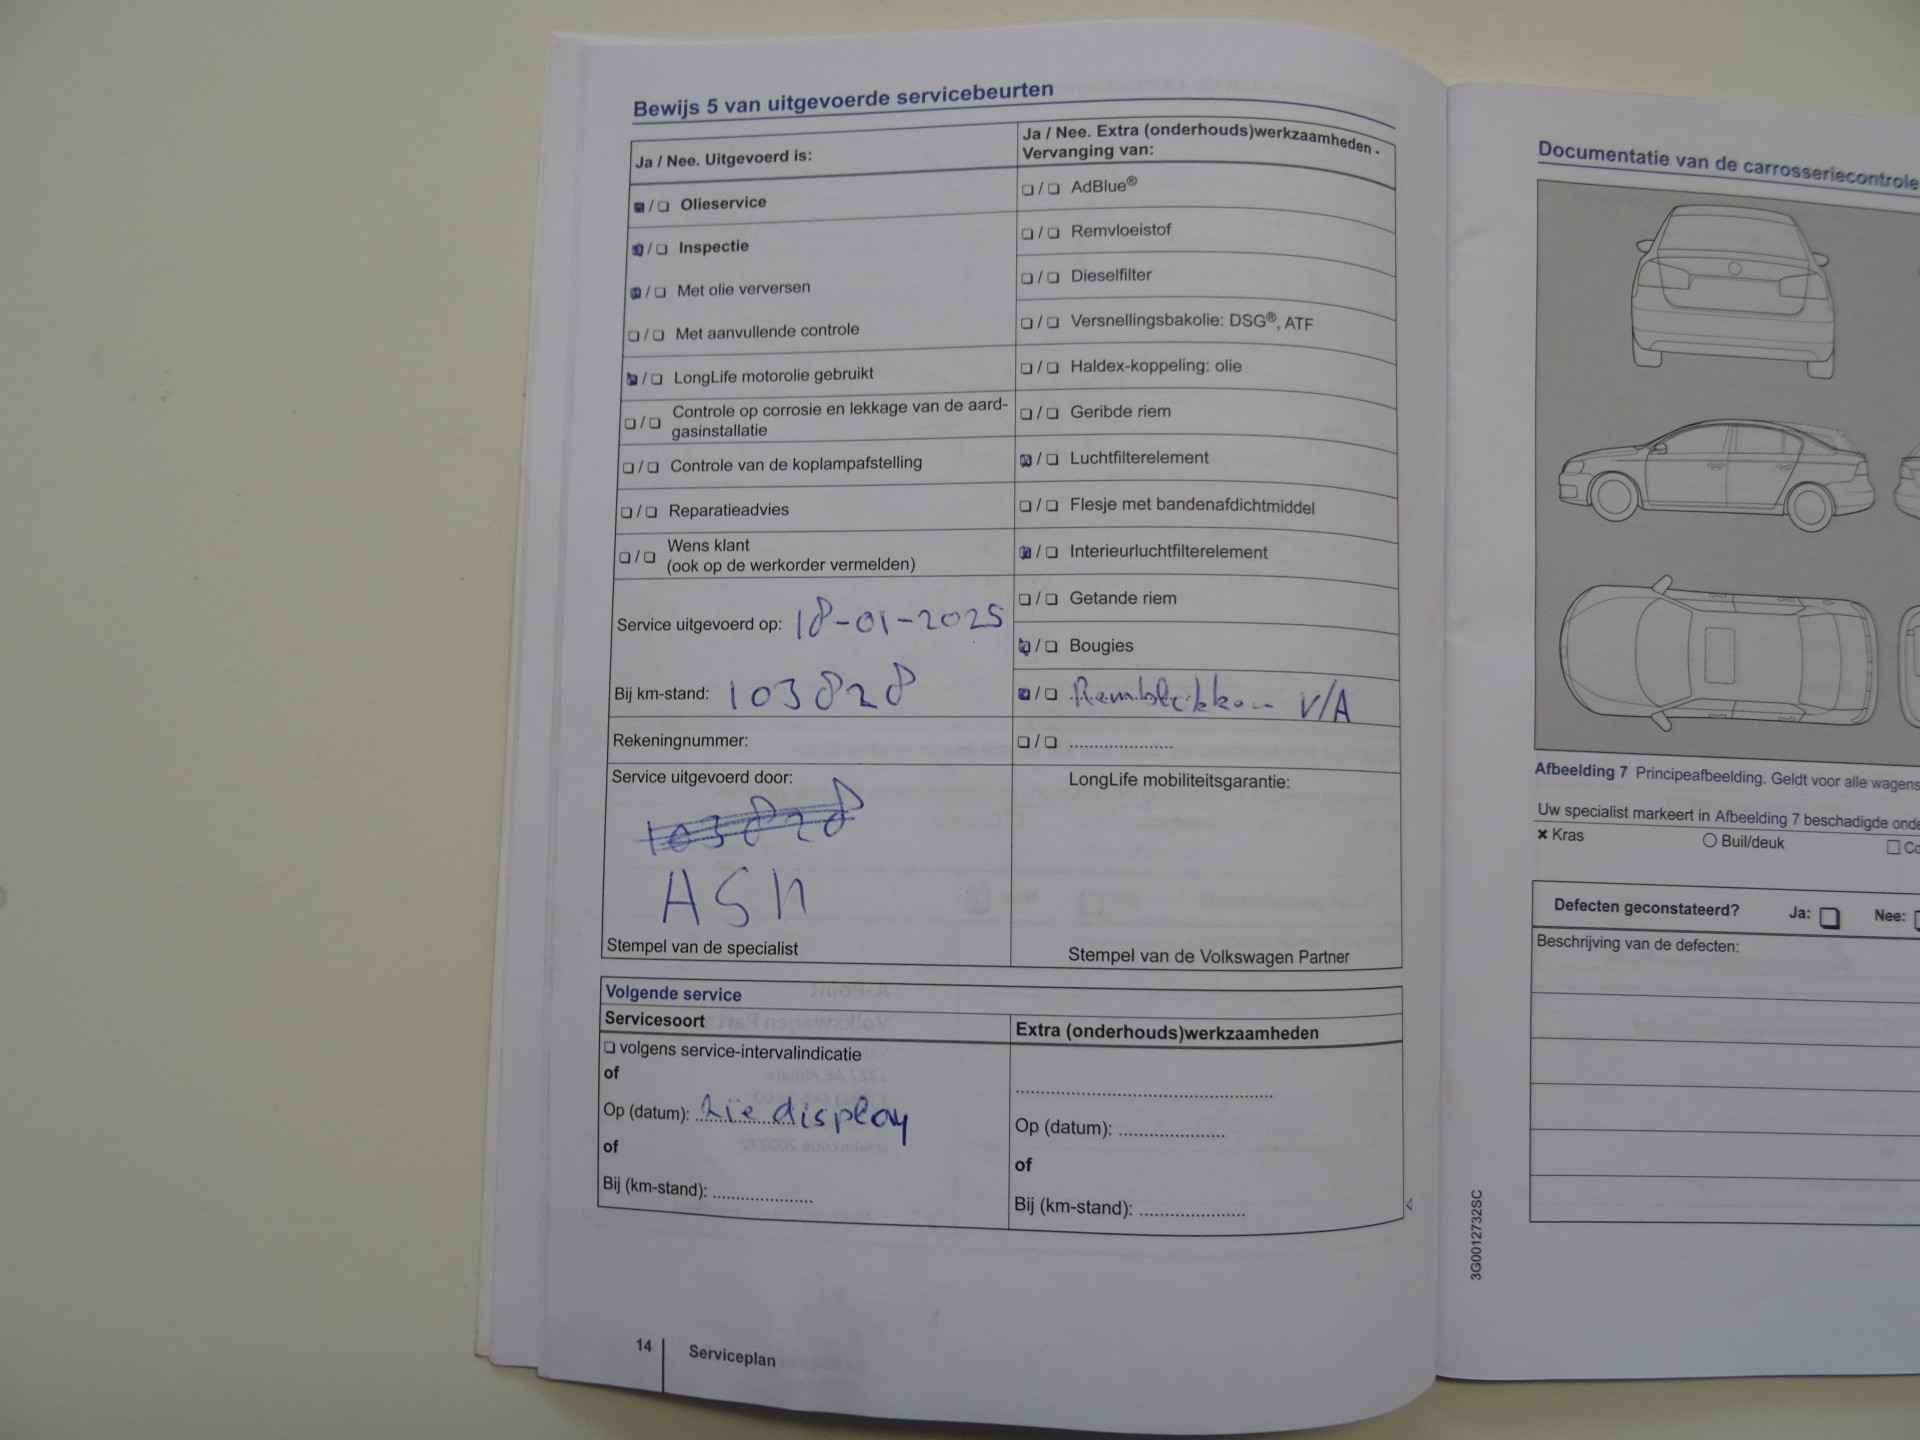 Bewijs 5 van uitgevoerde servicebeurten
Ja / Nee. Uitgevoerd is:
☒ / ☐ Olieservice
☒ / ☐ Inspectie
☒ / ☐ Met olie verversen
☐ / ☐ Met aanvullende controle
☒ / ☐ LongLife motorolie gebruikt
☐ / ☐ Controle op corrosie en lekkage van de aard-
gasinstallatie
☐ / ☐ Controle van de koplampafstelling
☐ / ☐ Reparatieadvies
☐ / ☐ Wens klant
(ook op de werkorder vermelden)
Service uitgevoerd op: 18-01-2025
Bij km-stand: 103828
Rekeningnummer:
Service uitgevoerd door:
103828
ASN
Stempel van de specialist
Ja / Nee. Extra (onderhouds)werkzaamheden -
Vervanging van:
☐ / ☐ AdBlue®
☐ / ☐ Remvloeistof
☐ / ☐ Dieselfilter
☐ / ☐ Versnellingsbakolie: DSG®, ATF
☐ / ☐ Haldex-koppeling: olie
☐ / ☐ Geribde riem
☒ / ☐ Luchtfilterelement
☐ / ☐ Flesje met bandenafdichtmiddel
☒ / ☐ Interieurluchtfilterelement
☐ / ☐ Getande riem
☒ / ☐ Bougies
☒ / ☐ Remblokken V/A
☐ / ☐ ......................
LongLife mobiliteitsgarantie:
Stempel van de Volkswagen Partner
Volgende service
Servicesoort
☐ volgens service-intervalindicatie
of
Op (datum): zie display
of
Bij (km-stand): ....................
Extra (onderhouds)werkzaamheden
....................................................
Op (datum): ......................
of
Bij (km-stand): ......................
14 Serviceplan
Documentatie van de carrosseriecontrole
Afbeelding 7 Principeafbeelding. Geldt voor alle wagens
Uw specialist markeert in Afbeelding 7 beschadigde
× Kras ○ Buil/deuk ☐
Defecten geconstateerd? Ja: ☐ Nee: ☐
Beschrijving van de defecten:
3G0012732SC